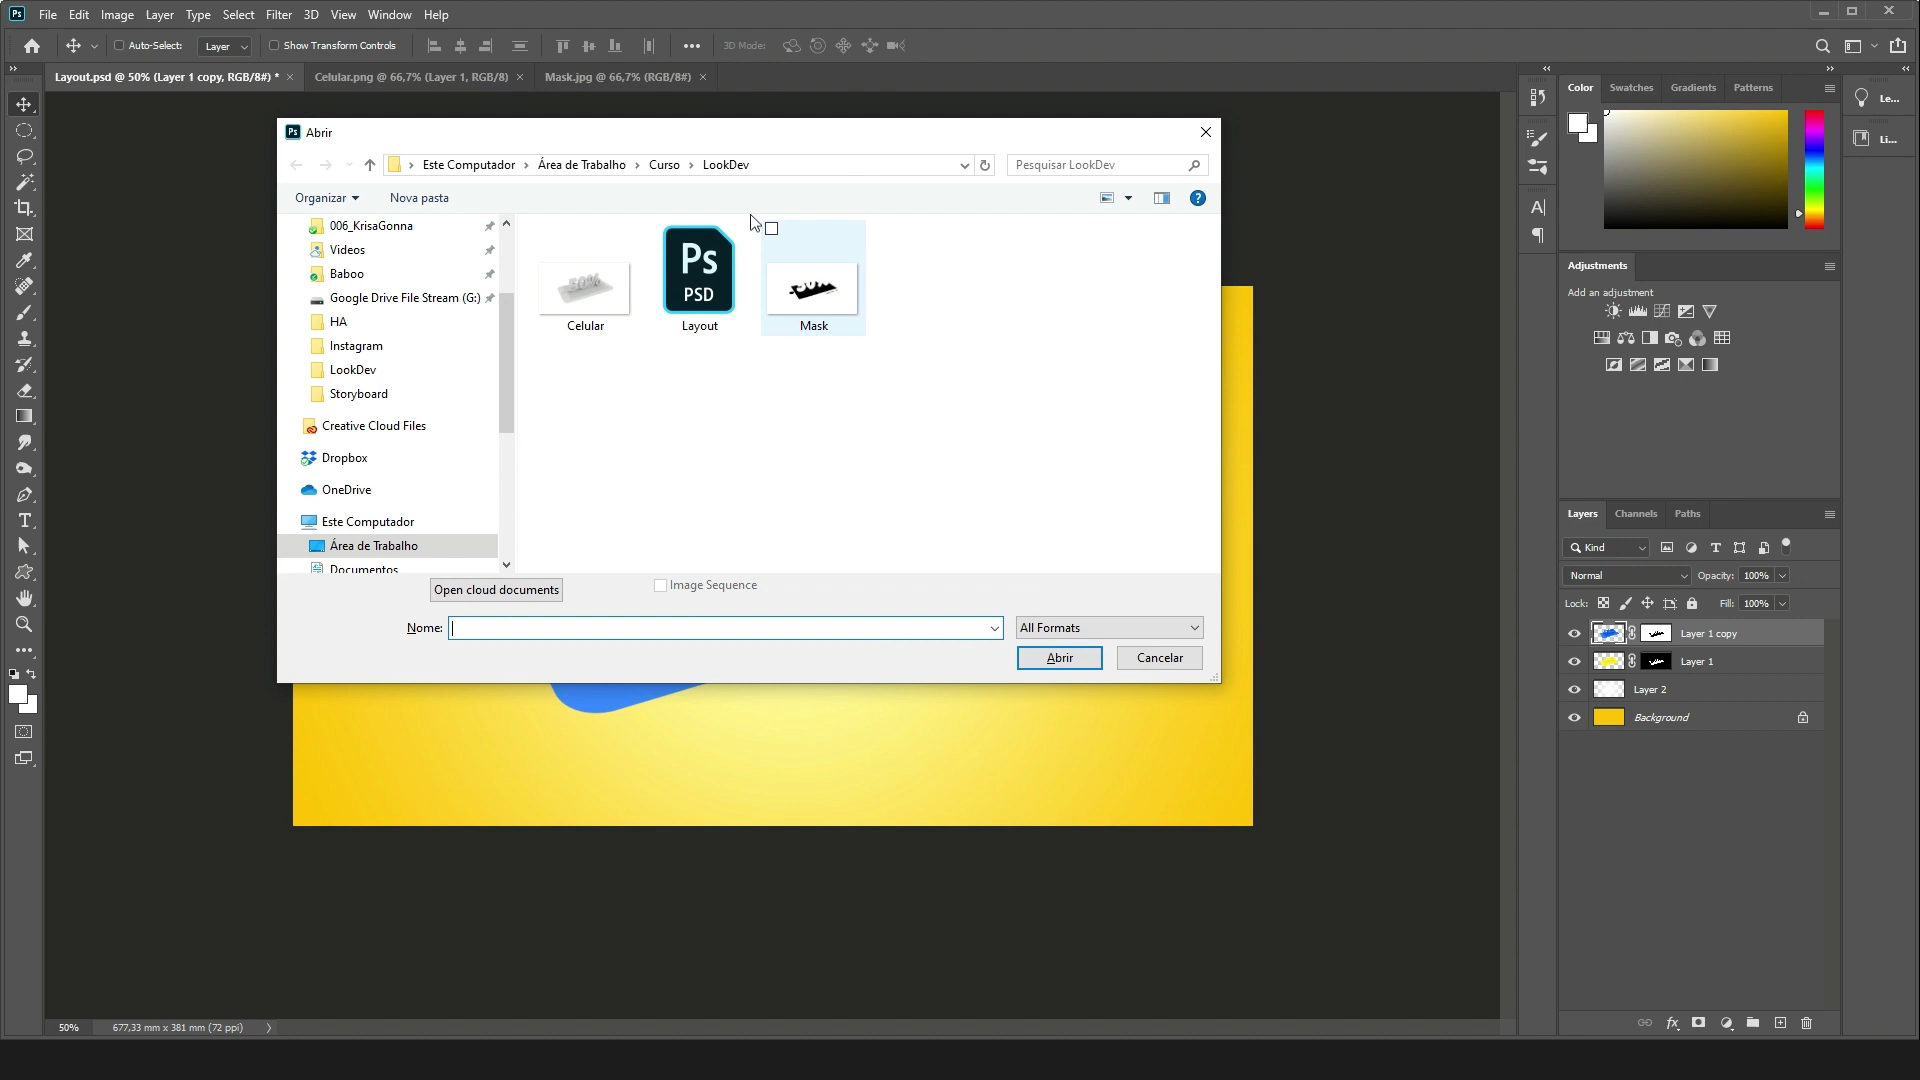 Ps File Edit Image Layer Type Select Filter 3D View Window Help
Auto-Select: Layer Show Transform Controls 3D Mode:
Layout.psd @ 50% (Layer 1 copy, RGB/8#) * Celular.png @ 66,7% (Layer 1, RGB/8) Mask.jpg @ 66,7% (RGB/8#)
Ps Abrir
Este Computador Área de Trabalho Curso LookDev Pesquisar LookDev
Organizar Nova pasta
006_KrisaGonna
Videos
Baboo
Google Drive File Stream (G:)
HA
Instagram
LookDev
Storyboard
Creative Cloud Files
Dropbox
OneDrive
Este Computador
Área de Trabalho
Documentos
50%
Ps
PSD
Celular Layout Mask
Open cloud documents Image Sequence
Nome: All Formats
Abrir Cancelar
Color Swatches Gradients Patterns
Le...
Li...
Adjustments
Add an adjustment
Layers Channels Paths
Kind
Normal Opacity: 100%
Lock: Fill: 100%
Layer 1 copy
Layer 1
Layer 2
Background
fx
50% 677,33 mm x 381 mm (72 ppi)